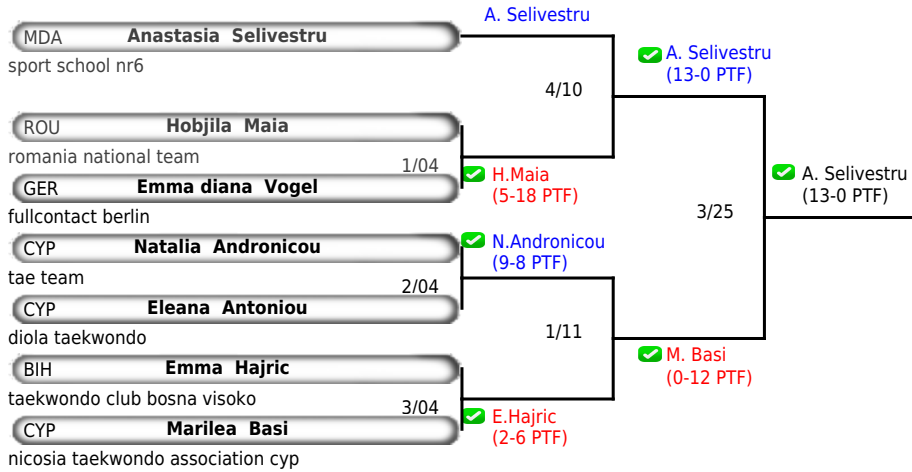 A. Selivestru
MDA Anastasia Selivestru
sport school nr6
A. Selivestru
(13-0 PTF)
4/10
ROU Hobjila Maia
romania national team
1/04
H.Maia
(5-18 PTF)
GER Emma diana Vogel
fullcontact berlin
A. Selivestru
(13-0 PTF)
3/25
CYP Natalia Andronicou
tae team
N.Andronicou
(9-8 PTF)
2/04
CYP Eleana Antoniou
diola taekwondo
1/11
M. Basi
(0-12 PTF)
BIH Emma Hajric
taekwondo club bosna visoko
3/04
E.Hajric
(2-6 PTF)
CYP Marilea Basi
nicosia taekwondo association cyp